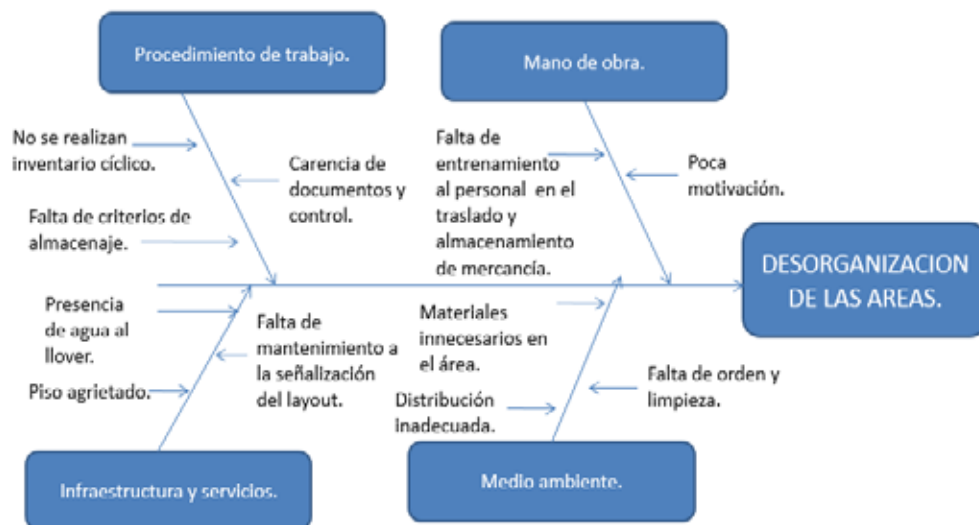 Procedimiento de trabajo.
Mano de obra.
No se realizan
inventario cíclico.
Carencia de
documentos y
control.
Falta de criterios de
almacenaje.
Falta de
entrenamiento
al personal en el
traslado y
almacenamiento
de mercancía.
Poca
motivación.
DESORGANIZACION
DE LAS AREAS.
Presencia
de agua al
llover.
Piso agrietado.
Falta de
mantenimiento a
la señalización
del layout.
Materiales
innecesarios en
el área.
Distribución
Inadecuada.
Falta de orden y
limpieza.
Infraestructura y servicios.
Medio ambiente.